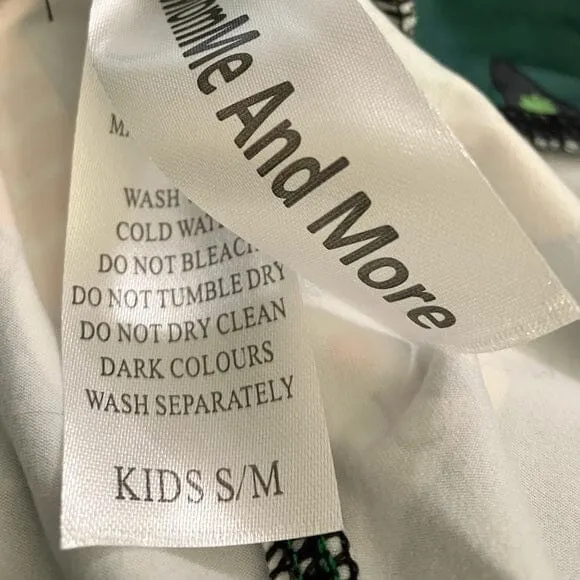 And More
WASH
COLD
DO NOT
DO NOT TUMBLE DRY
DO NOT DRY CLEAN
DARK COLOURS
WASH SEPARATELY
KIDS S/M